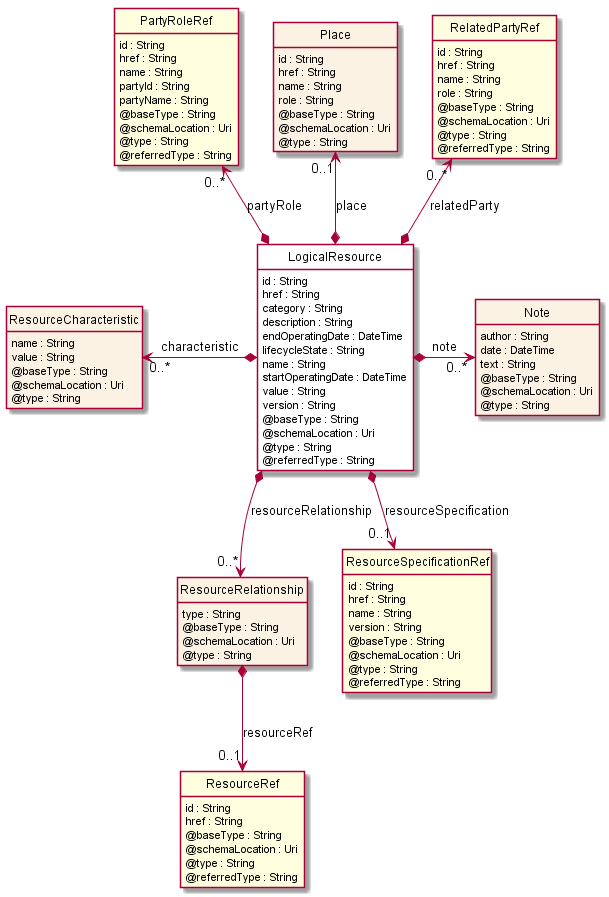 PartyRoleRef
id : String
href : String
name : String
partyId : String
partyName : String
@baseType : String
@schemaLocation : Uri
@type : String
@referredType : String
Place
id : String
href : String
name : String
role : String
@baseType : String
@schemaLocation : Uri
@type : String
RelatedPartyRef
id : String
href : String
name : String
role : String
@baseType : String
@schemaLocation : Uri
@type : String
@referredType : String
0..*
0..1
0..*
partyRole
place
relatedParty
LogicalResource
id : String
href : String
category : String
description : String
endOperatingDate : DateTime
lifecycleState : String
name : String
startOperatingDate : DateTime
value : String
version : String
@baseType : String
@schemaLocation : Uri
@type : String
@referredType : String
ResourceCharacteristic
name : String
value : String
@baseType : String
@schemaLocation : Uri
@type : String
characteristic
0..*
note
0..*
Note
author : String
date : DateTime
text : String
@baseType : String
@schemaLocation : Uri
@type : String
resourceRelationship
0..*
resourceSpecification
0..1
ResourceRelationship
type : String
@baseType : String
@schemaLocation : Uri
@type : String
ResourceSpecificationRef
id : String
href : String
name : String
version : String
@baseType : String
@schemaLocation : Uri
@type : String
@referredType : String
resourceRef
0..1
ResourceRef
id : String
href : String
@baseType : String
@schemaLocation : Uri
@type : String
@referredType : String